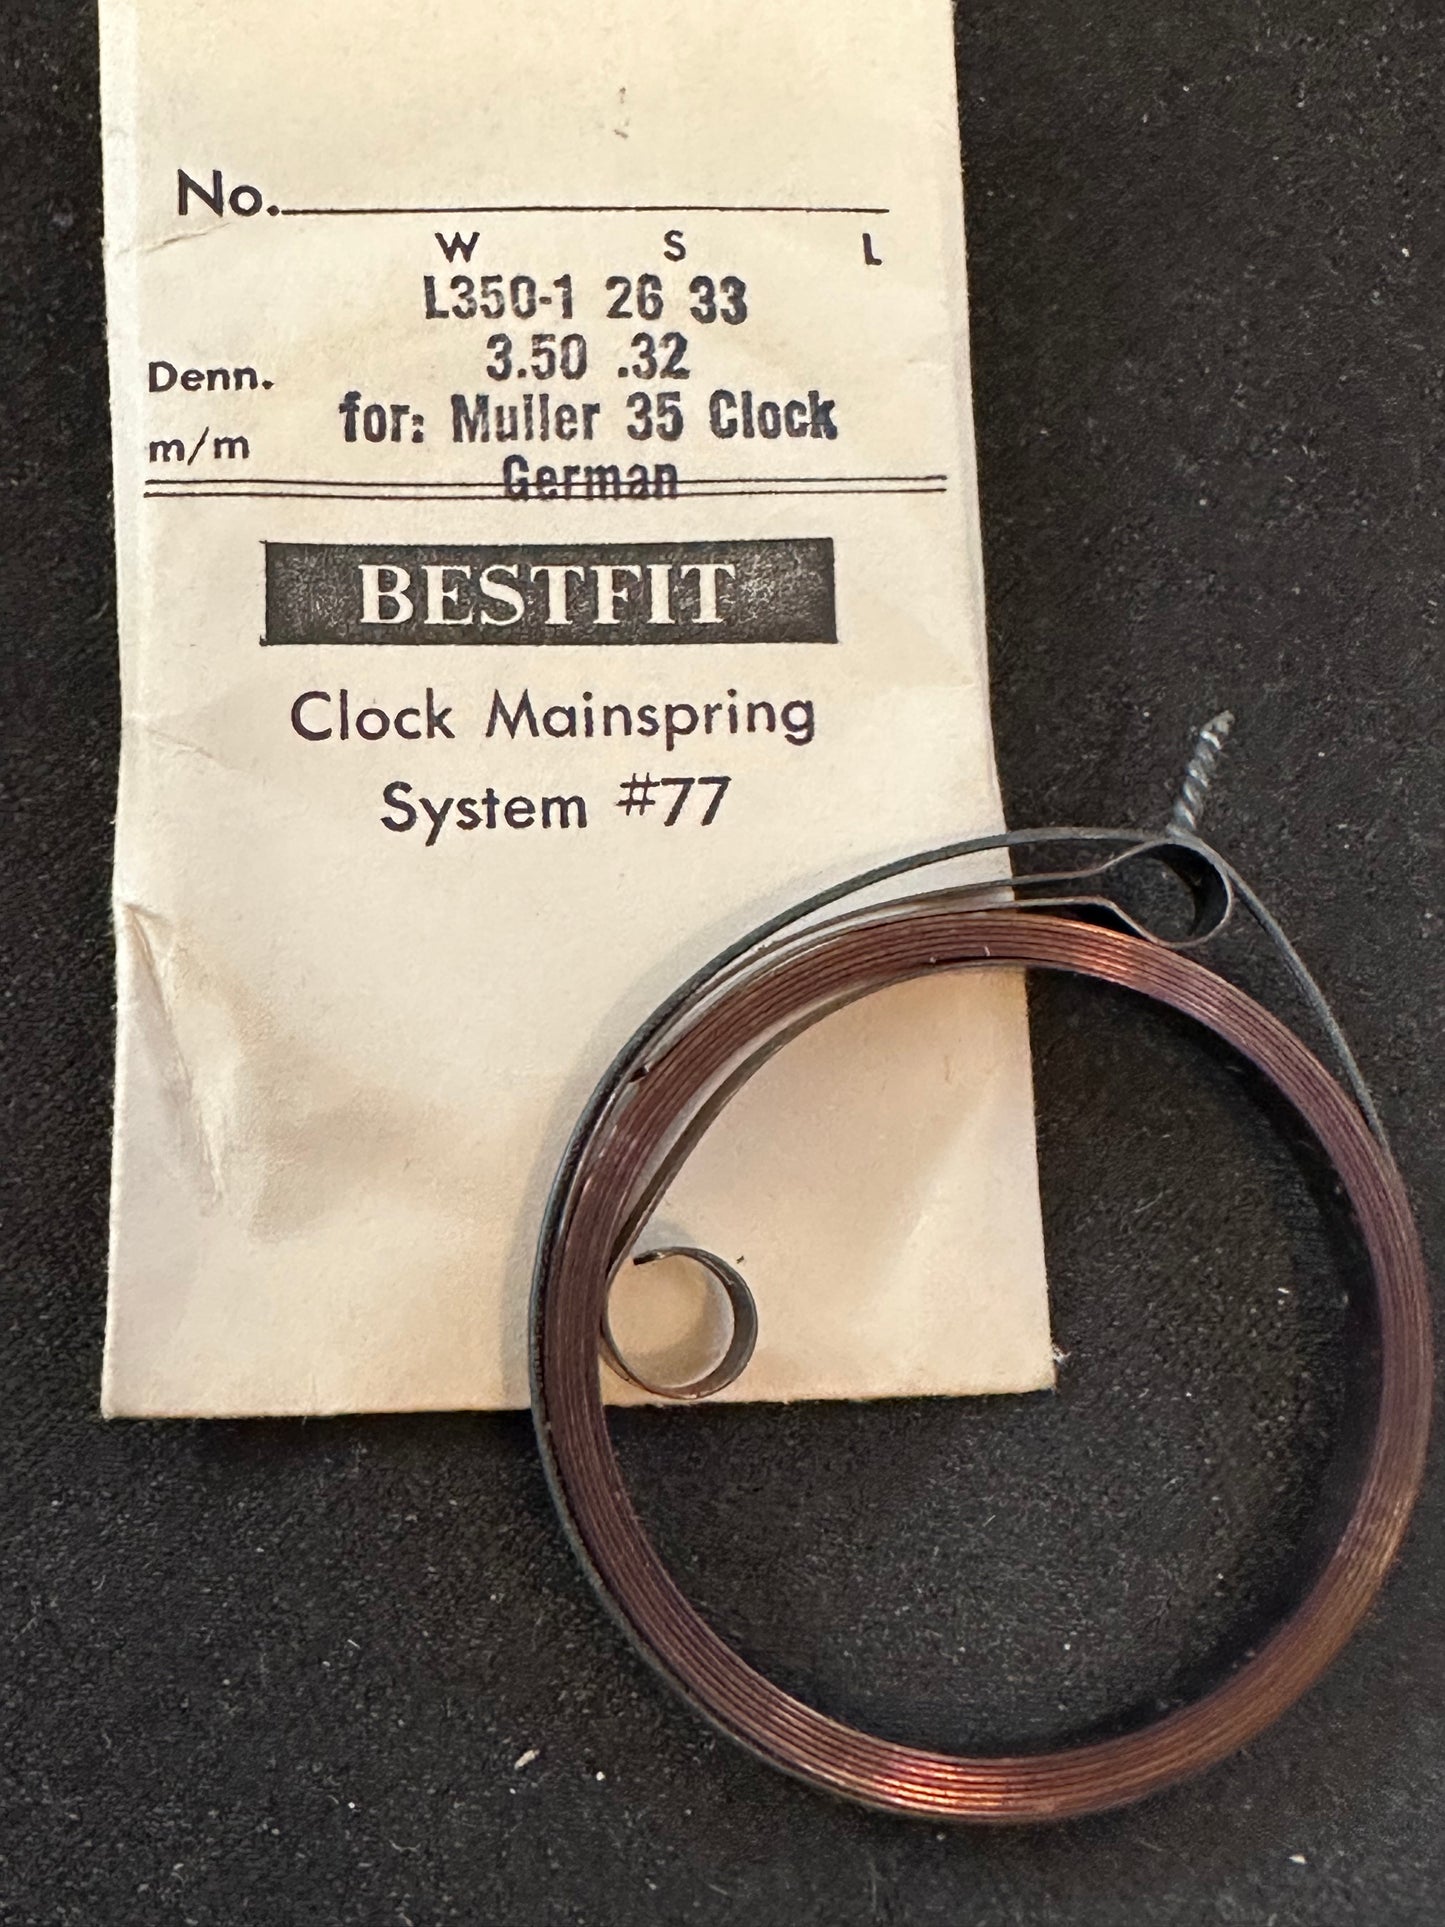 No.
W S L
L350-1 26 33
Denn. 3.50 .32
m/m for: Muller 35 Clock
German
BESTFIT
Clock Mainspring
System #77